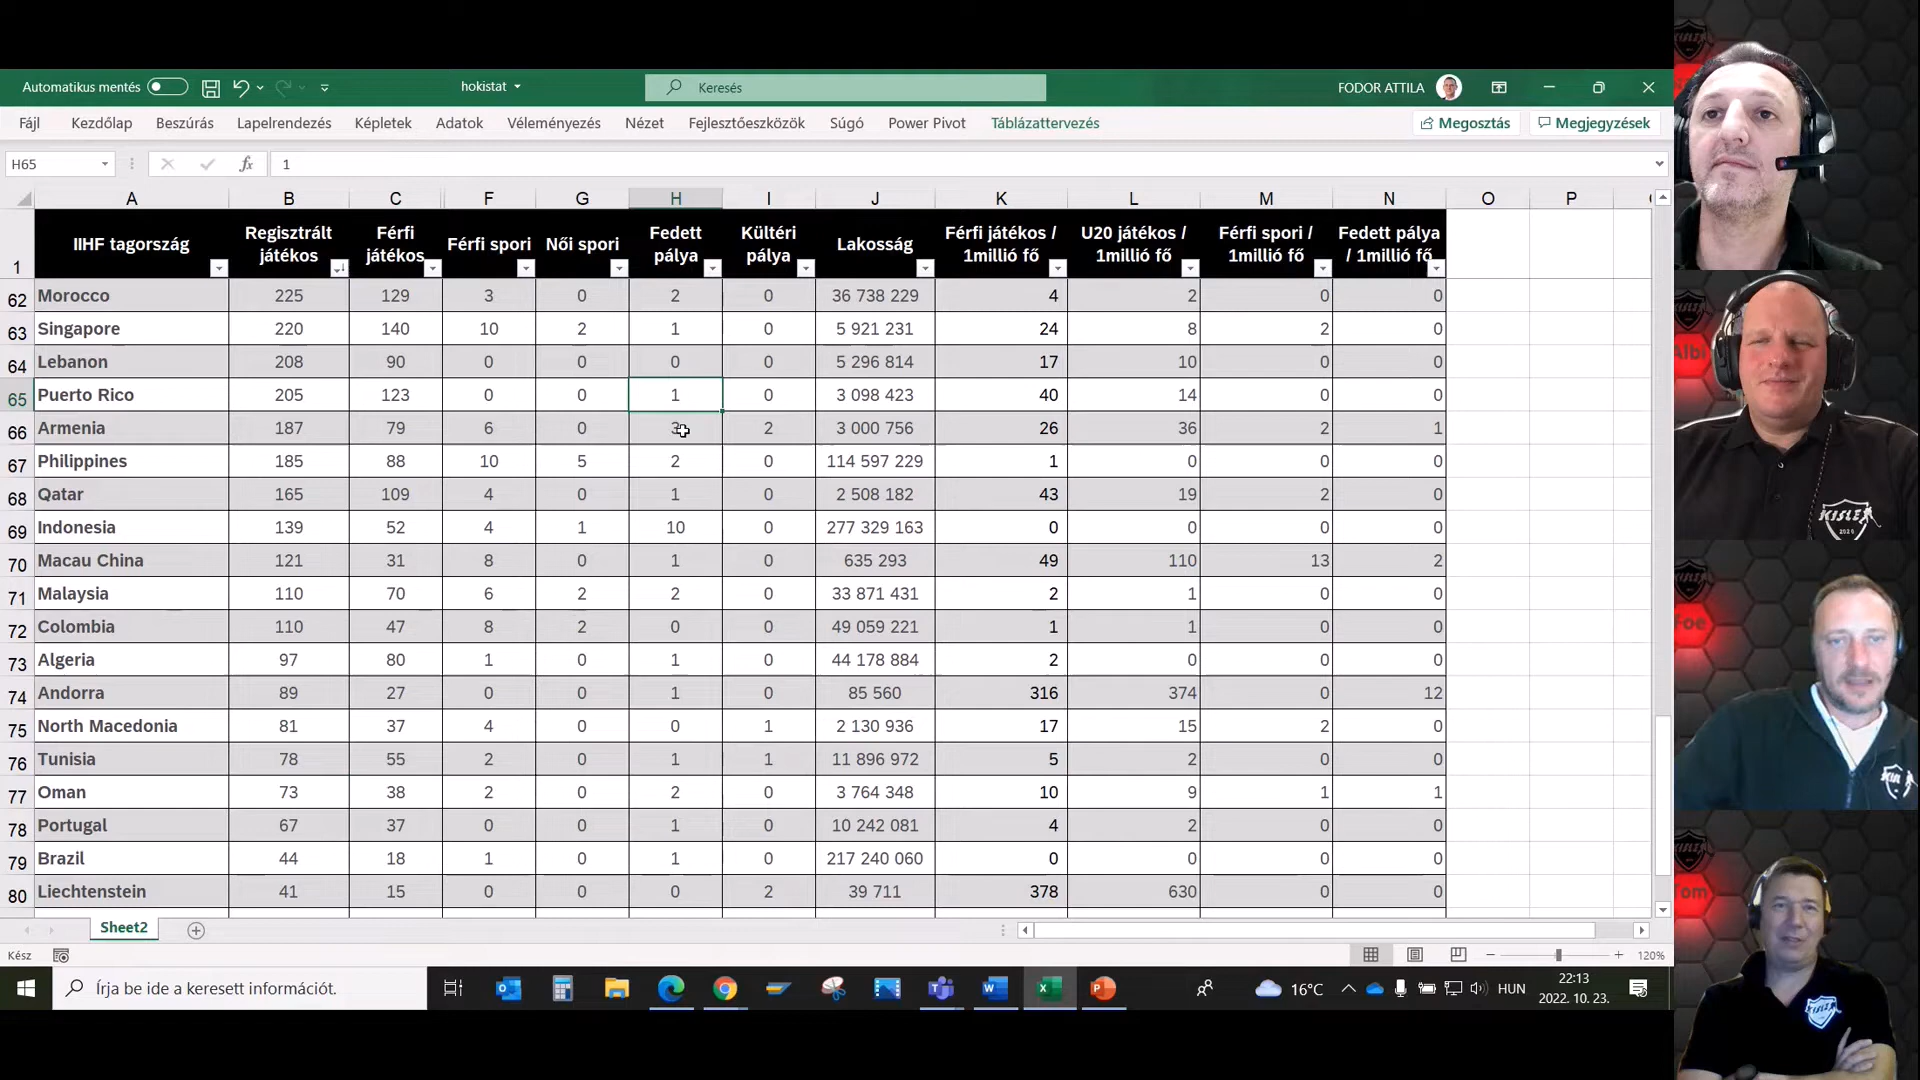 Automatikus mentés
hokistat
Keresés
FODOR ATTILA
Fájl Kezdőlap Beszúrás Lapelrendezés Képletek Adatok Véleményezés Nézet Fejlesztőeszközök Súgó Power Pivot Táblázattervezés
Megosztás
Megjegyzések
H65
fx
1
A B C F G H I J K L M N O P
1 IIHF tagország Regisztrált játékos Férfi játékos Férfi spori Női spori Fedett pálya Kültéri pálya Lakosság Férfi játékos / 1millió fő U20 játékos / 1millió fő Férfi spori / 1millió fő Fedett pálya / 1millió fő
62 Morocco 225 129 3 0 2 0 36 738 229 4 2 0 0
63 Singapore 220 140 10 2 1 0 5 921 231 24 8 2 0
64 Lebanon 208 90 0 0 0 0 5 296 814 17 10 0 0
65 Puerto Rico 205 123 0 0 1 0 3 098 423 40 14 0 0
66 Armenia 187 79 6 0 3 2 3 000 756 26 36 2 1
67 Philippines 185 88 10 5 2 0 114 597 229 1 0 0 0
68 Qatar 165 109 4 0 1 0 2 508 182 43 19 2 0
69 Indonesia 139 52 4 1 10 0 277 329 163 0 0 0 0
70 Macau China 121 31 8 0 1 0 635 293 49 110 13 2
71 Malaysia 110 70 6 2 2 0 33 871 431 2 1 0 0
72 Colombia 110 47 8 2 0 0 49 059 221 1 1 0 0
73 Algeria 97 80 1 0 1 0 44 178 884 2 0 0 0
74 Andorra 89 27 0 0 1 0 85 560 316 374 0 12
75 North Macedonia 81 37 4 0 0 1 2 130 936 17 15 2 0
76 Tunisia 78 55 2 0 1 1 11 896 972 5 2 0 0
77 Oman 73 38 2 0 2 0 3 764 348 10 9 1 1
78 Portugal 67 37 0 0 1 0 10 242 081 4 2 0 0
79 Brazil 44 18 1 0 1 0 217 240 060 0 0 0 0
80 Liechtenstein 41 15 0 0 0 2 39 711 378 630 0 0
Sheet2
Kész
120%
Írja be ide a keresett információt.
16°C
HUN
22:13
2022. 10. 23.
Albi
KISLER
2020
Foe
Tom